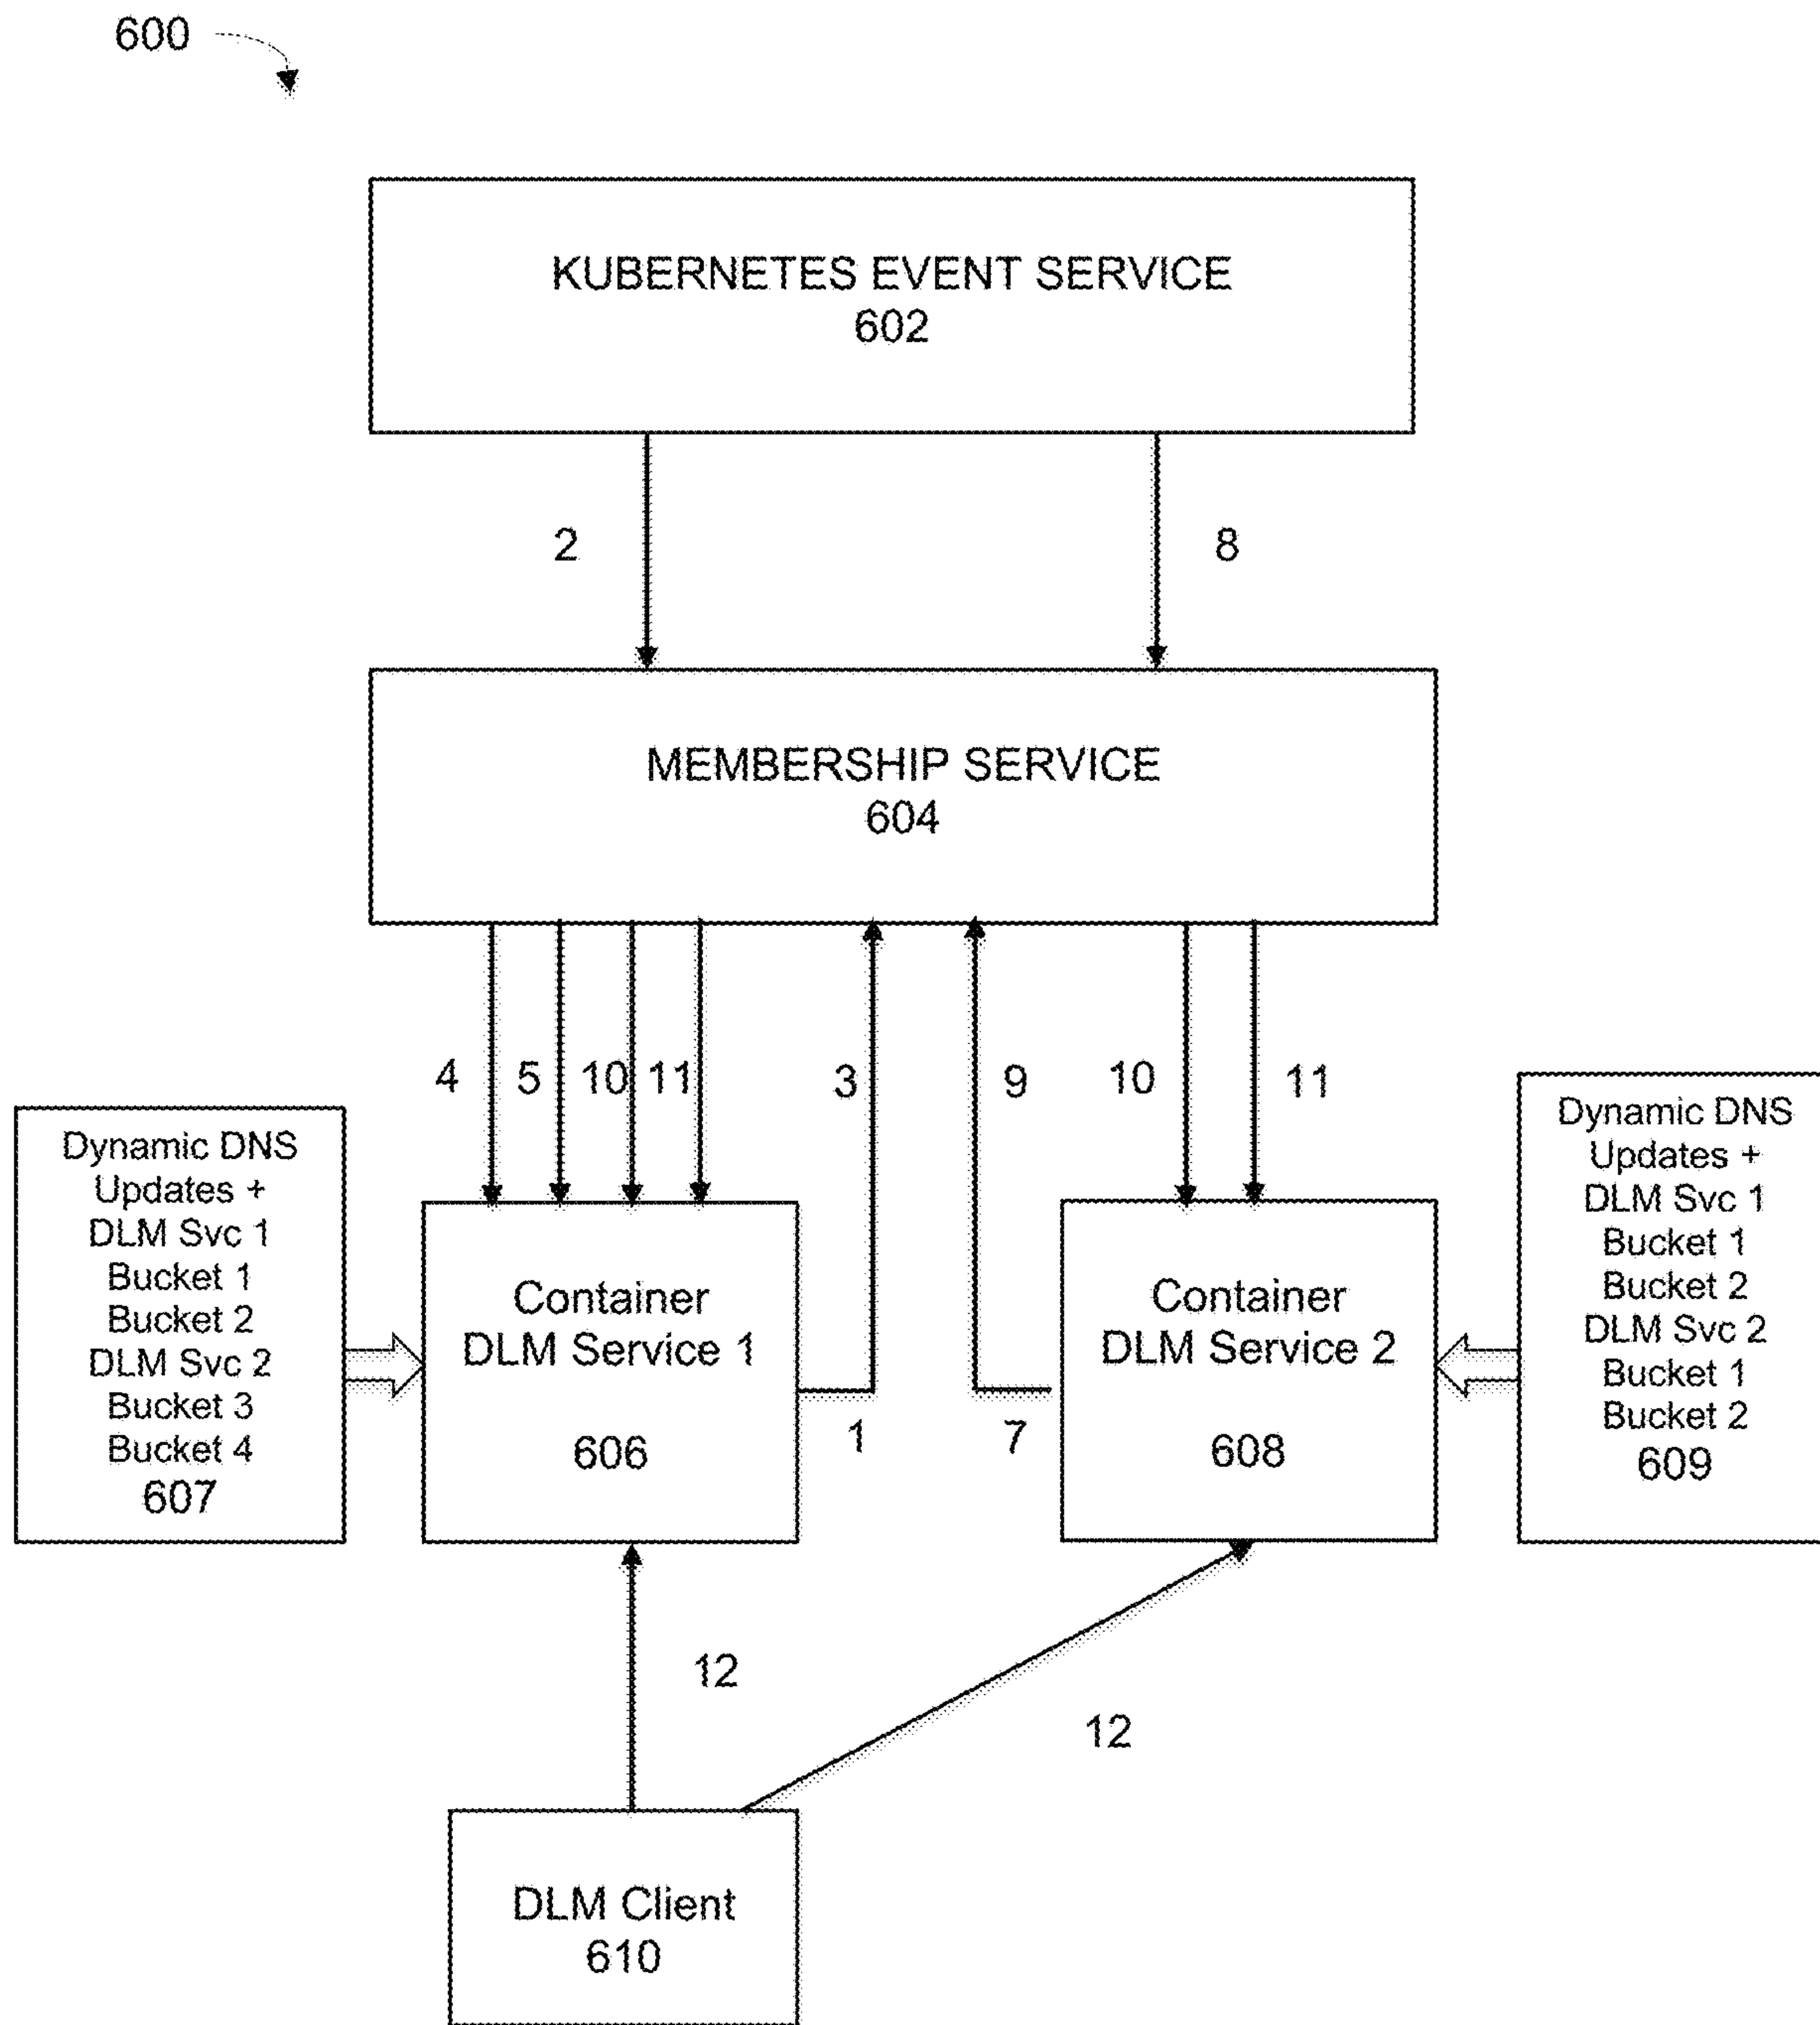 600
KUBERNETES EVENT SERVICE
602
2
8
MEMBERSHIP SERVICE
604
4
5
10
11
3
9
10
11
Dynamic DNS
Updates +
DLM Svc 1
Bucket 1
Bucket 2
DLM Svc 2
Bucket 3
Bucket 4
607
Container
DLM Service 1
606
1
7
Container
DLM Service 2
608
Dynamic DNS
Updates +
DLM Svc 1
Bucket 1
Bucket 2
DLM Svc 2
Bucket 1
Bucket 2
609
12
12
DLM Client
610